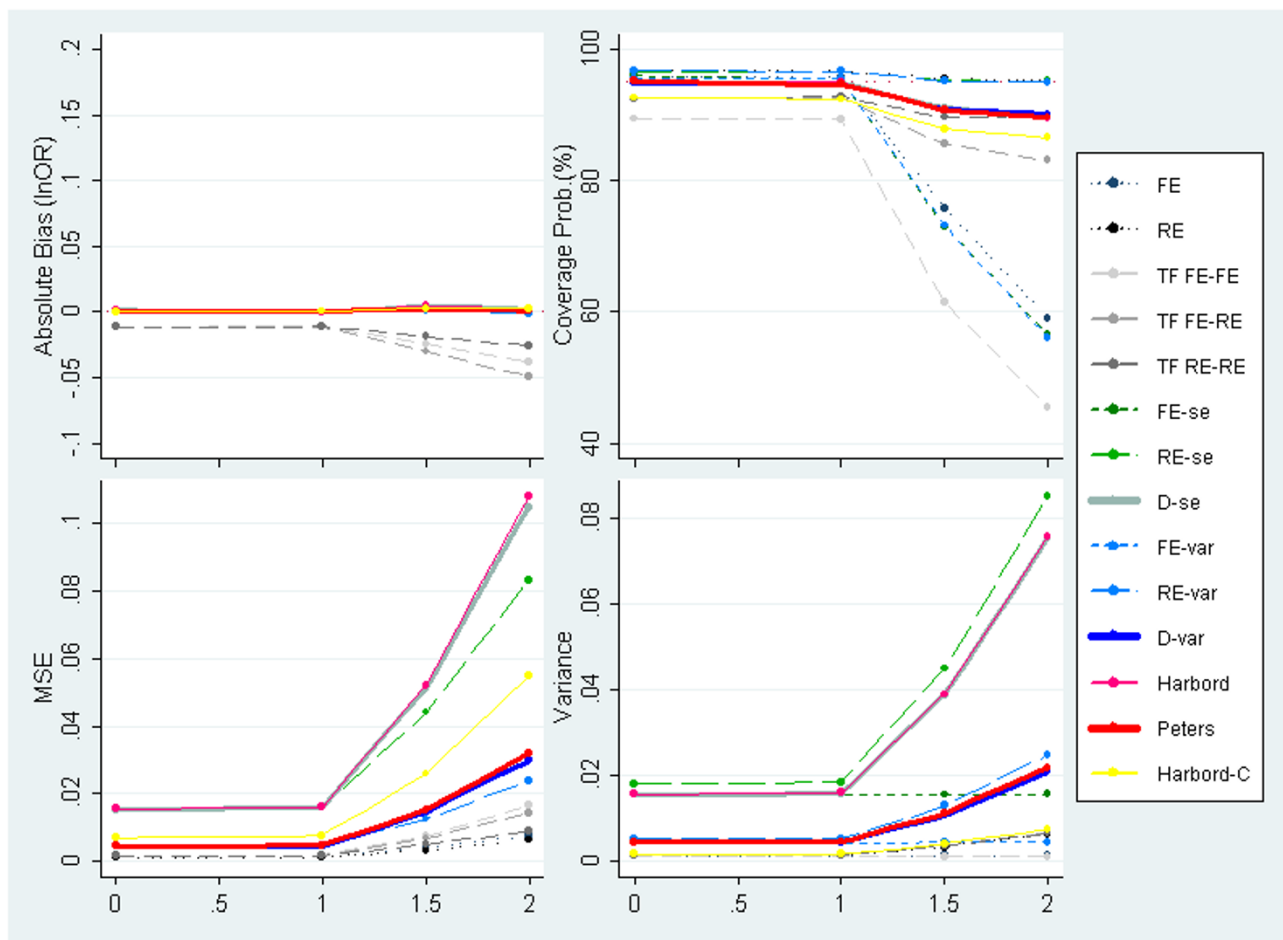 Absolute Bias (lnOR)
.2
.15
.1
.05
0
-.05
-.1
Coverage Prob.(%)
100
80
60
40
MSE
.1
.08
.06
.04
.02
0
0
.5
1
1.5
2
Variance
.08
.06
.04
.02
0
0
.5
1
1.5
2
FE
RE
TF FE-FE
TF FE-RE
TF RE-RE
FE-se
RE-se
D-se
FE-var
RE-var
D-var
Harbord
Peters
Harbord-C